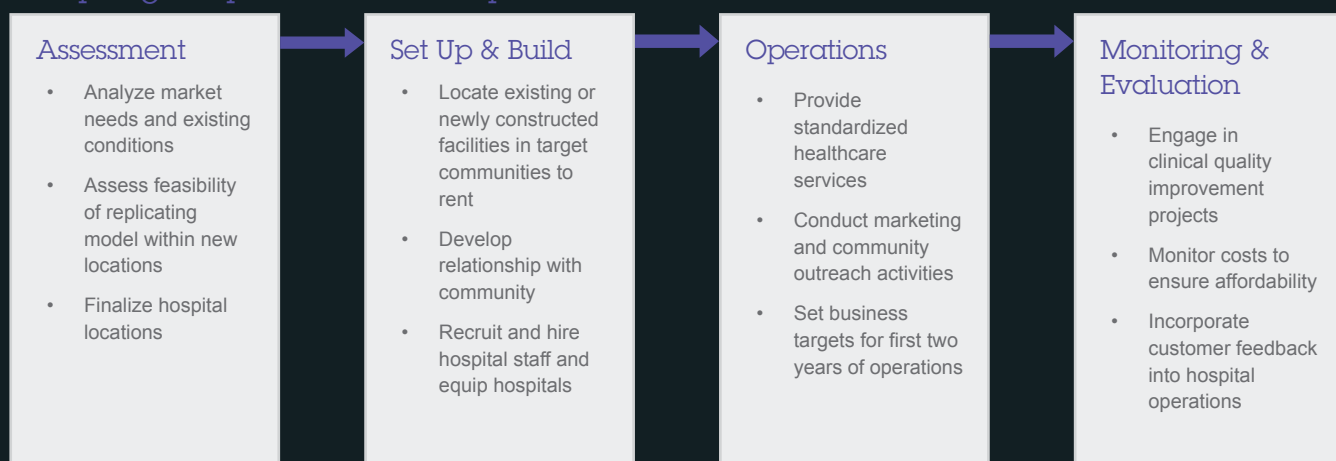 Assessment
• Analyze market
needs and existing
conditions
• Assess feasibility
of replicating
model within new
locations
• Finalize hospital
locations
Set Up & Build
• Locate existing or
newly constructed
facilities in target
communities to
rent
• Develop
relationship with
community
• Recruit and hire
hospital staff and
equip hospitals
Operations
• Provide
standardized
healthcare
services
• Conduct marketing
and community
outreach activities
• Set business
targets for first two
years of operations
Monitoring &
Evaluation
• Engage in
clinical quality
improvement
projects
• Monitor costs to
ensure affordability
• Incorporate
customer feedback
into hospital
operations